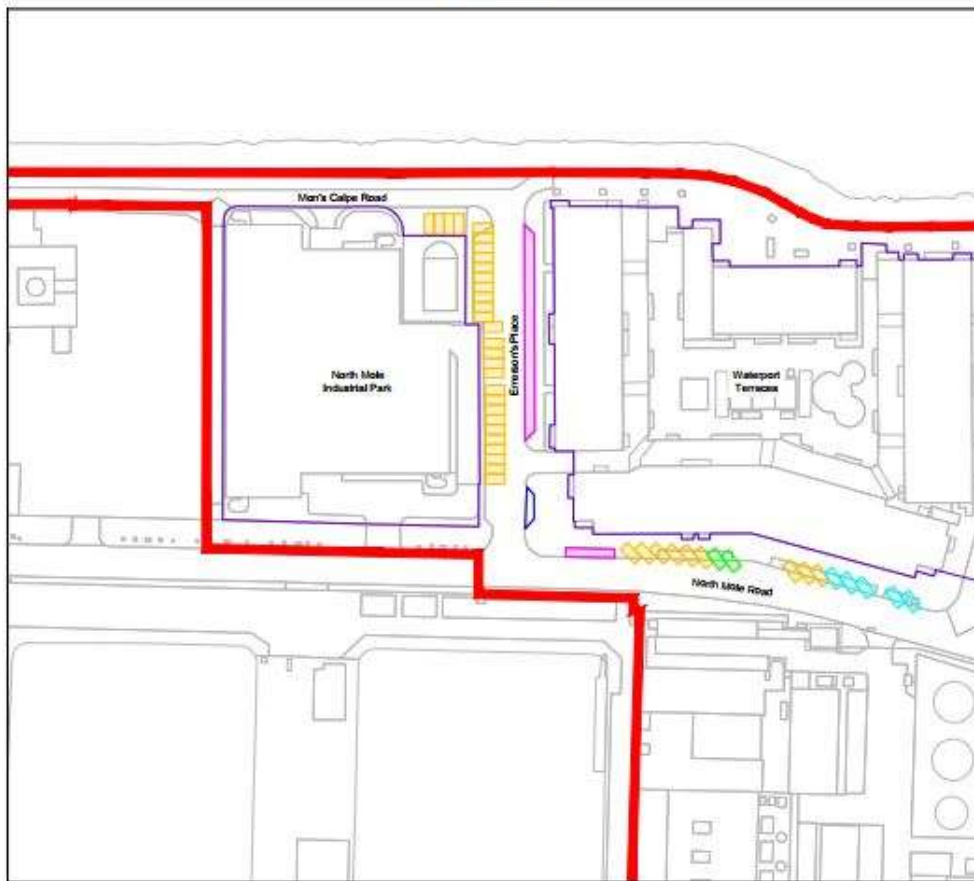 Mon's Calpe Road
Emerson's Place
North Mole
Industrial Park
Waterport
Terraces
North Mole Road